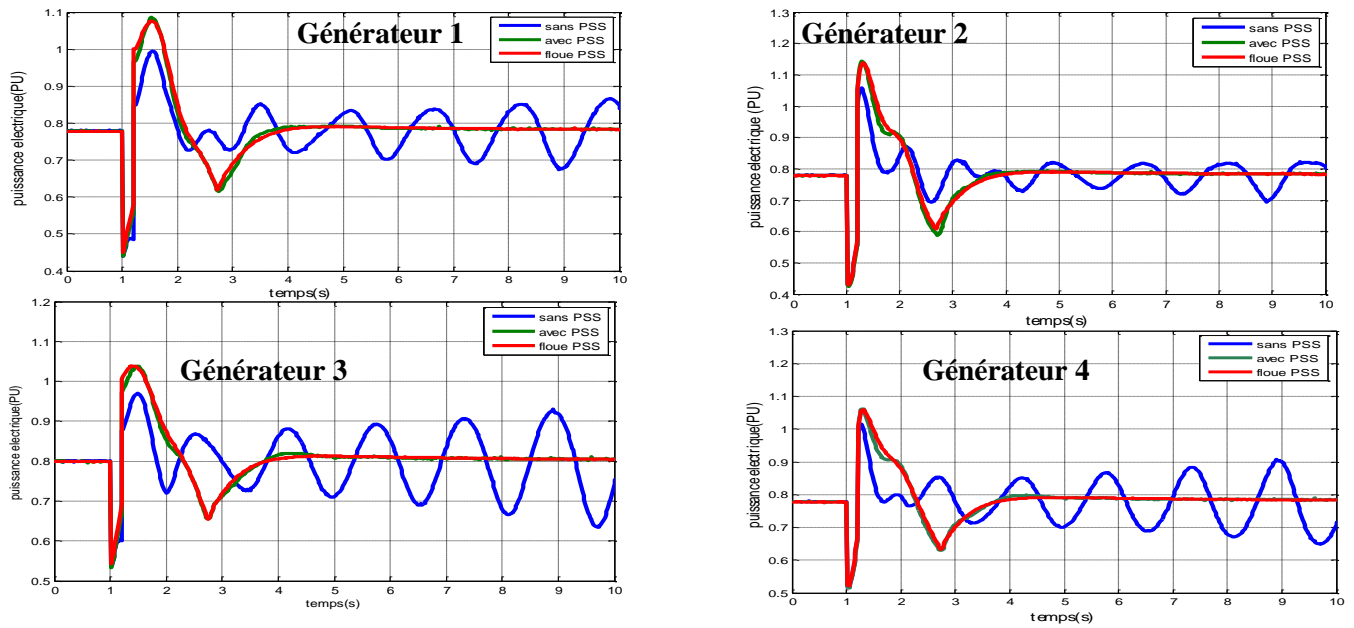 Générateur 1
sans PSS
avec PSS
floue PSS
puissance electrique(PU)
1.1
1
0.9
0.8
0.7
0.6
0.5
0.4
0 1 2 3 4 5 6 7 8 9 10
temps(s)
Générateur 2
sans PSS
avec PSS
floue PSS
puissance electrique (PU)
1.3
1.2
1.1
1
0.9
0.8
0.7
0.6
0.5
0.4
0 1 2 3 4 5 6 7 8 9 10
temps(s)
Générateur 3
sans PSS
avec PSS
floue PSS
puissance electrique(PU)
1.2
1.1
1
0.9
0.8
0.7
0.6
0.5
0 1 2 3 4 5 6 7 8 9 10
temps(s)
Générateur 4
sans PSS
avec PSS
floue PSS
puissance electrique(PU)
1.3
1.2
1.1
1
0.9
0.8
0.7
0.6
0.5
0 1 2 3 4 5 6 7 8 9 10
temps(s)